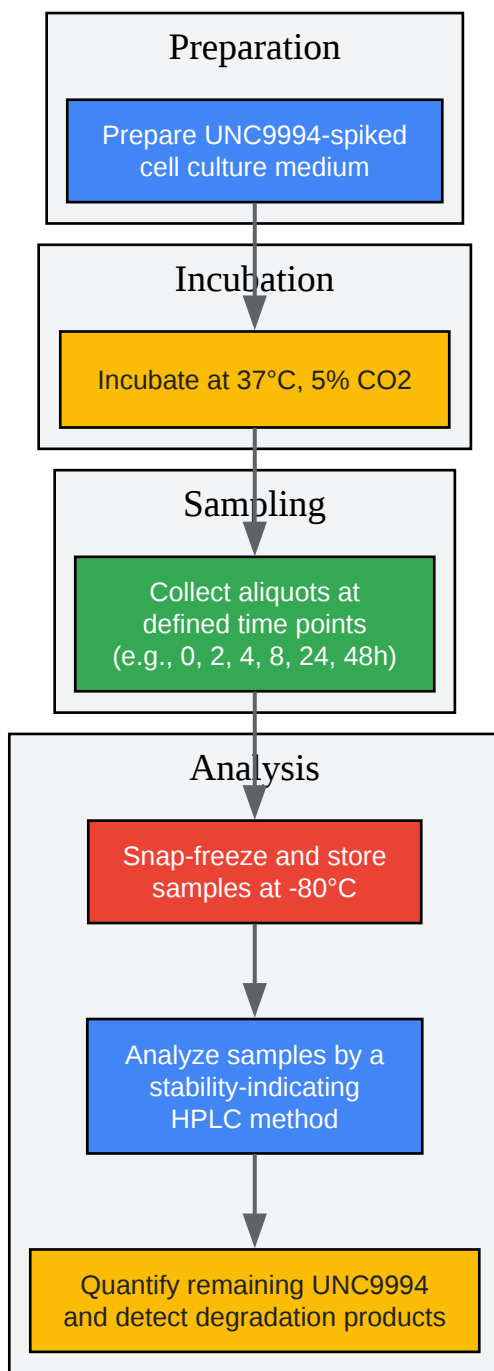 Preparation
Prepare UNC9994-spiked
cell culture medium
Incubation
Incubate at 37°C, 5% CO2
Sampling
Collect aliquots at
defined time points
(e.g., 0, 2, 4, 8, 24, 48h)
Analysis
Snap-freeze and store
samples at -80°C
Analyze samples by a
stability-indicating
HPLC method
Quantify remaining UNC9994
and detect degradation products